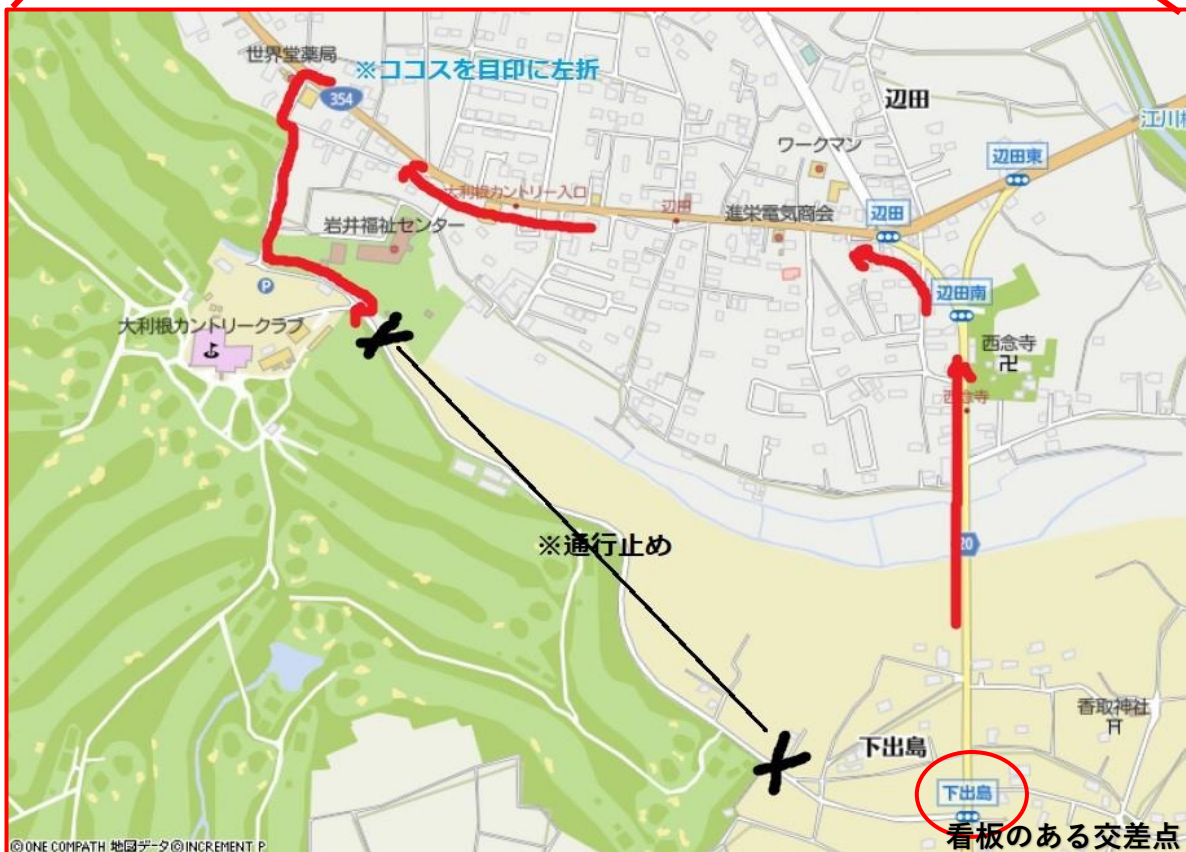 世界堂薬局
※ココスを目印に左折
354
辺田
江川
ワークマン
辺田東
大利根カントリー入口
辺田
進栄電気商会
辺田
岩井福祉センター
P
辺田南
大利根カントリークラブ
西念寺
卍
西念寺
※通行止め
20
香取神社
下出島
下出島
看板のある交差点
©ONE COMPATH 地図データ©INCREMENT P